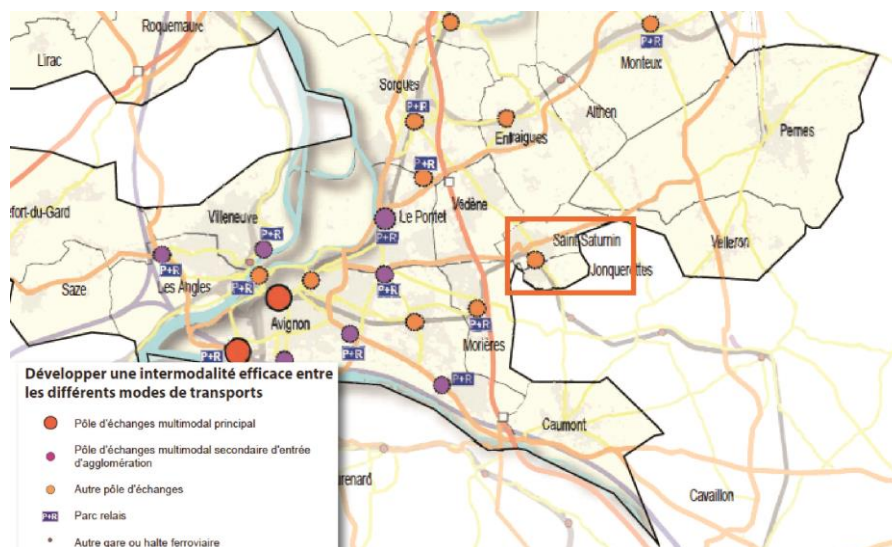 Roquemaure
Lirac
P+R
Monteux
Sorgues
P+R
Althen
Entraigues
Pernes
P+R
Villeneuve
Le Pontet
Vedène
P+R
Saint Saturnin
Velleron
P+R
P+R
Jonquerettes
Les Angles
P+R
P+R
Saze
Avignon
P+R
Morières
P+R
P+R
P+R
Développer une intermodalité efficace entre
les différents modes de transports
Pôle d'échanges multimodal principal
Caumont
Pôle d'échanges multimodal secondaire d'entrée
d'agglomération
Autre pôle d'échanges
Cavaillon
P+R
Parc relais
Autre gare ou halte ferroviaire